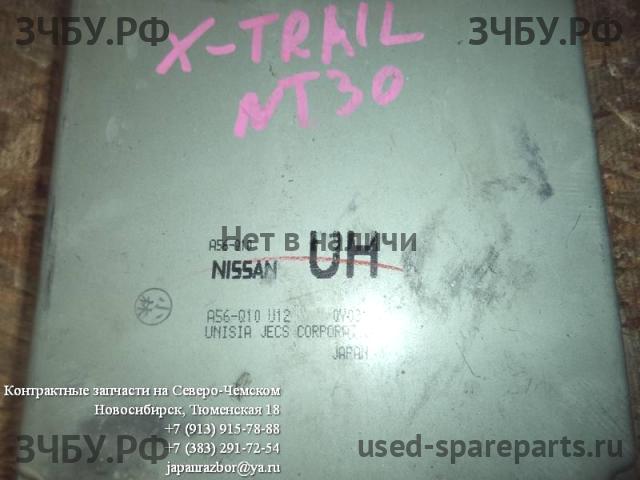 ЗЧБУ.РФ
ЗЧБУ.РФ
X-TRAIL
NT30
A56-Q10
Нет в наличи
UH
NISSAN
A56-Q10 U12
UNISIA JECS
JAPAN
Контрактные запчасти на Северо-Чемском
Новосибирск, Тюменская 18
+7 (913) 915-78-88
+7 (383) 291-72-54
japanrazbor@ya.ru
ЗЧБУ.РФ
used-spareparts.ru